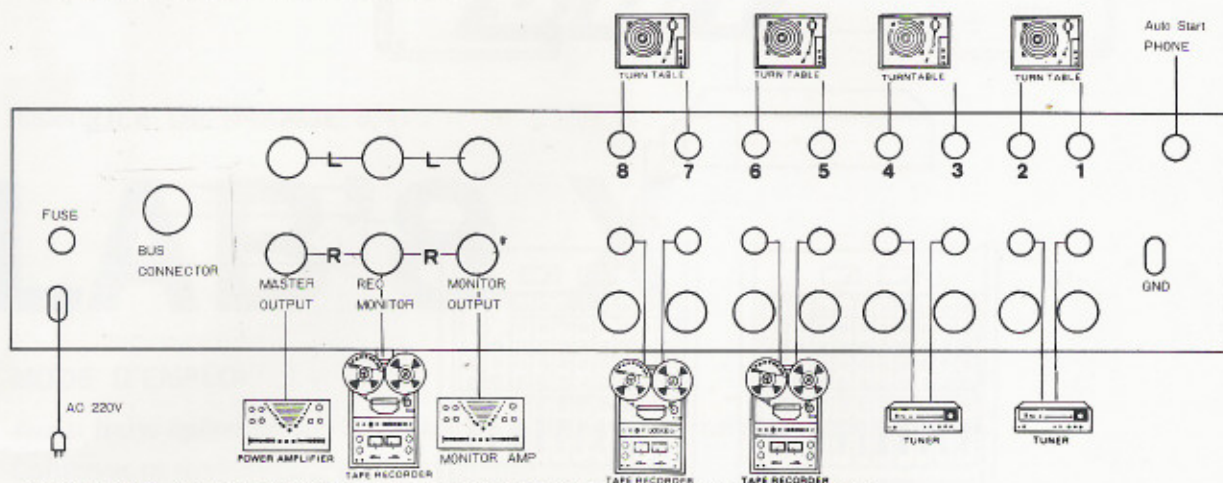 Auto Start
PHONE
TURN TABLE
TURN TABLE
TURNTABLE
TURN TABLE
8 7 6 5 4 3 2 1
L L
FUSE
BUS
CONNECTOR
R R
MASTER
OUTPUT
REC
MONITOR
MONITOR
OUTPUT
GND
AC 220V
POWER AMPLIFIER
TAPE RECORDER
MONITOR AMP
TAPE RECORDER
TAPE RECORDER
TUNER
TUNER